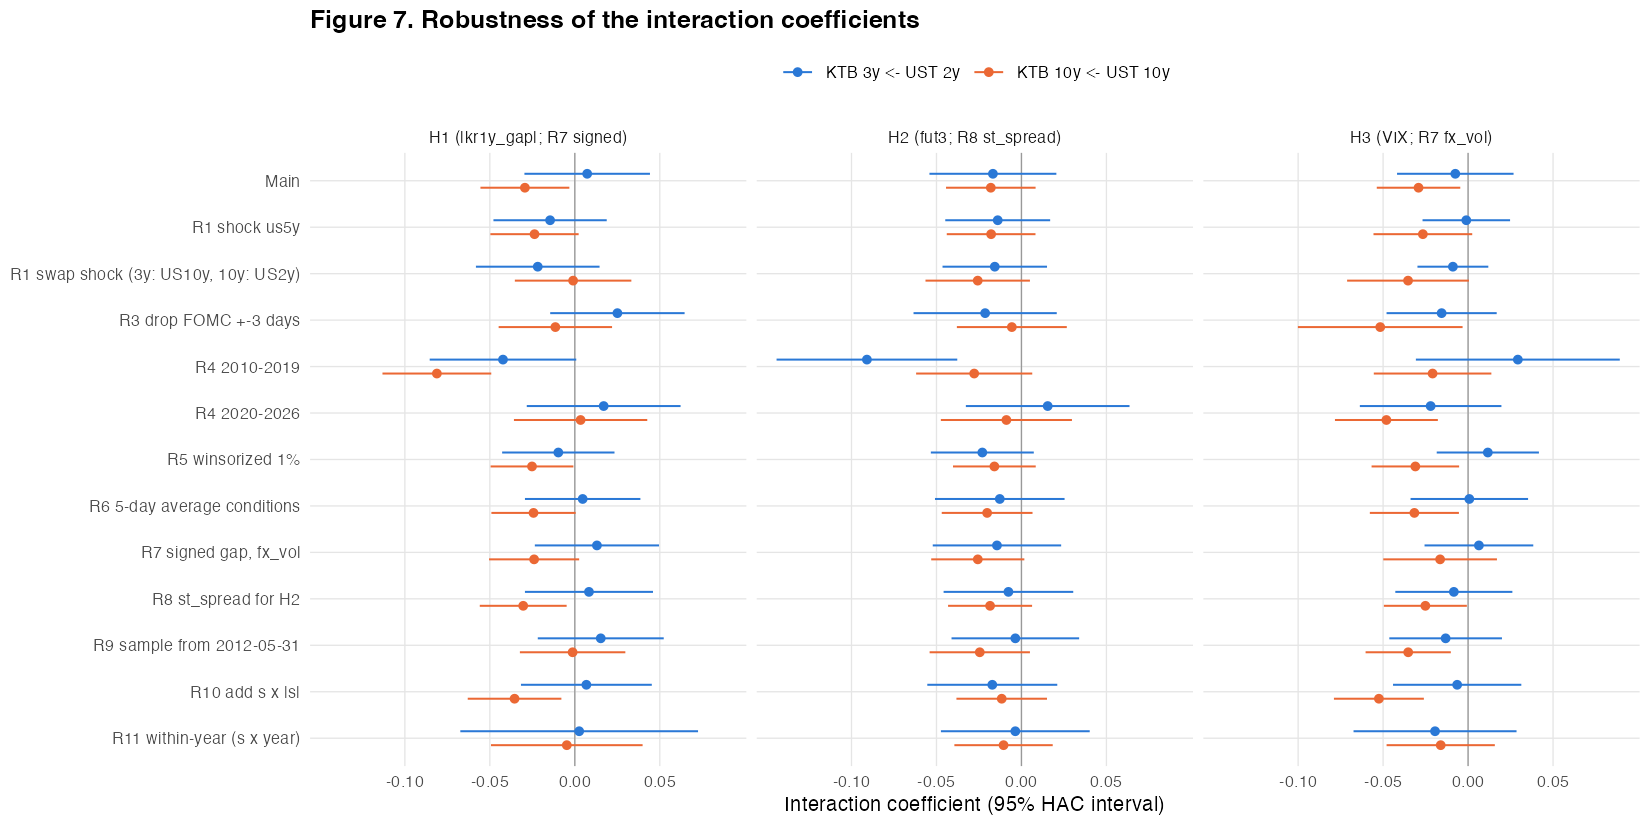 Figure 7. Robustness of the interaction coefficients
KTB 3y <- UST 2y
KTB 10y <- UST 10y
H1 (|kr1y_gap|; R7 signed)
H2 (fut3; R8 st_spread)
H3 (VIX; R7 fx_vol)
Main
R1 shock us5y
R1 swap shock (3y: US10y, 10y: US2y)
R3 drop FOMC +-3 days
R4 2010-2019
R4 2020-2026
R5 winsorized 1%
R6 5-day average conditions
R7 signed gap, fx_vol
R8 st_spread for H2
R9 sample from 2012-05-31
R10 add s x |s|
R11 within-year (s x year)
-0.10 -0.05 0.00 0.05
-0.10 -0.05 0.00 0.05
-0.10 -0.05 0.00 0.05
Interaction coefficient (95% HAC interval)